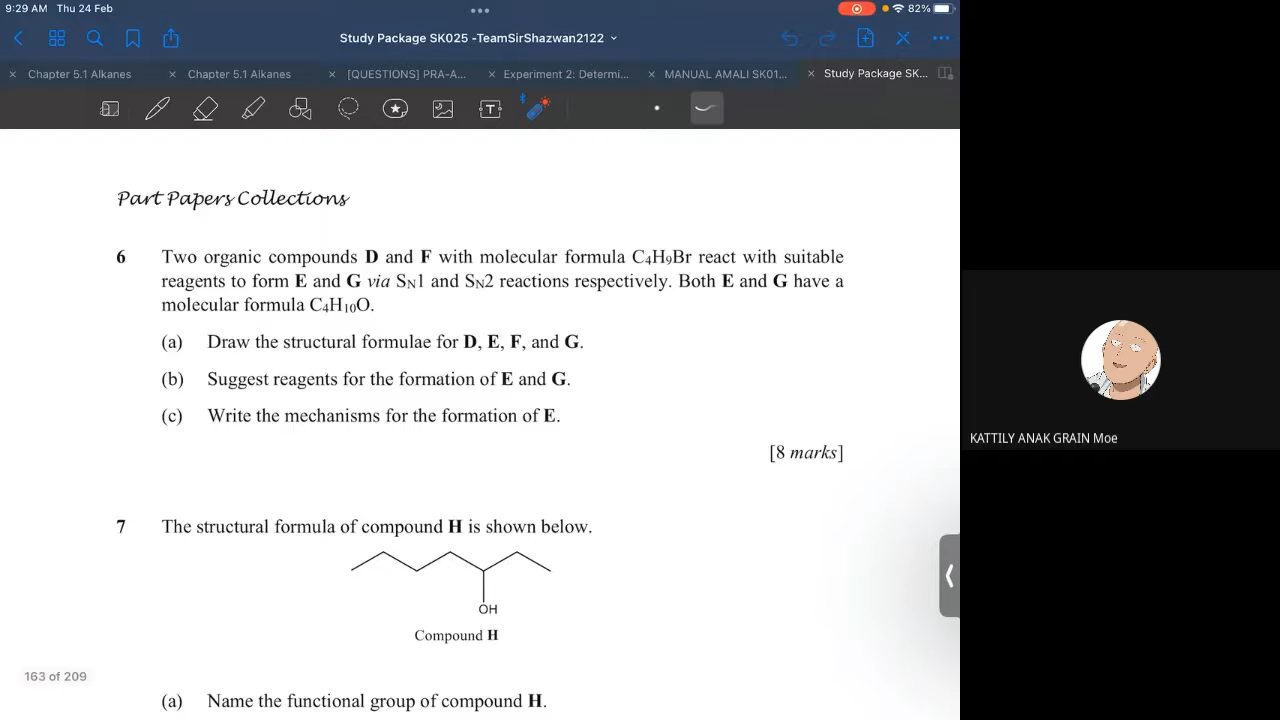 9:29 AM Thu 24 Feb
82%
Study Package SK025 -TeamSirShazwan2122
Chapter 5.1 Alkanes
Chapter 5.1 Alkanes
[QUESTIONS] PRA-A...
Experiment 2: Determi...
MANUAL AMALI SK01...
Study Package SK...
Part Papers Collections
6 Two organic compounds D and F with molecular formula C₄H₉Br react with suitable
reagents to form E and G via SN1 and SN2 reactions respectively. Both E and G have a
molecular formula C₄H₁₀O.
(a) Draw the structural formulae for D, E, F, and G.
(b) Suggest reagents for the formation of E and G.
(c) Write the mechanisms for the formation of E.
[8 marks]
KATTILY ANAK GRAIN Moe
7 The structural formula of compound H is shown below.
OH
Compound H
163 of 209
(a) Name the functional group of compound H.